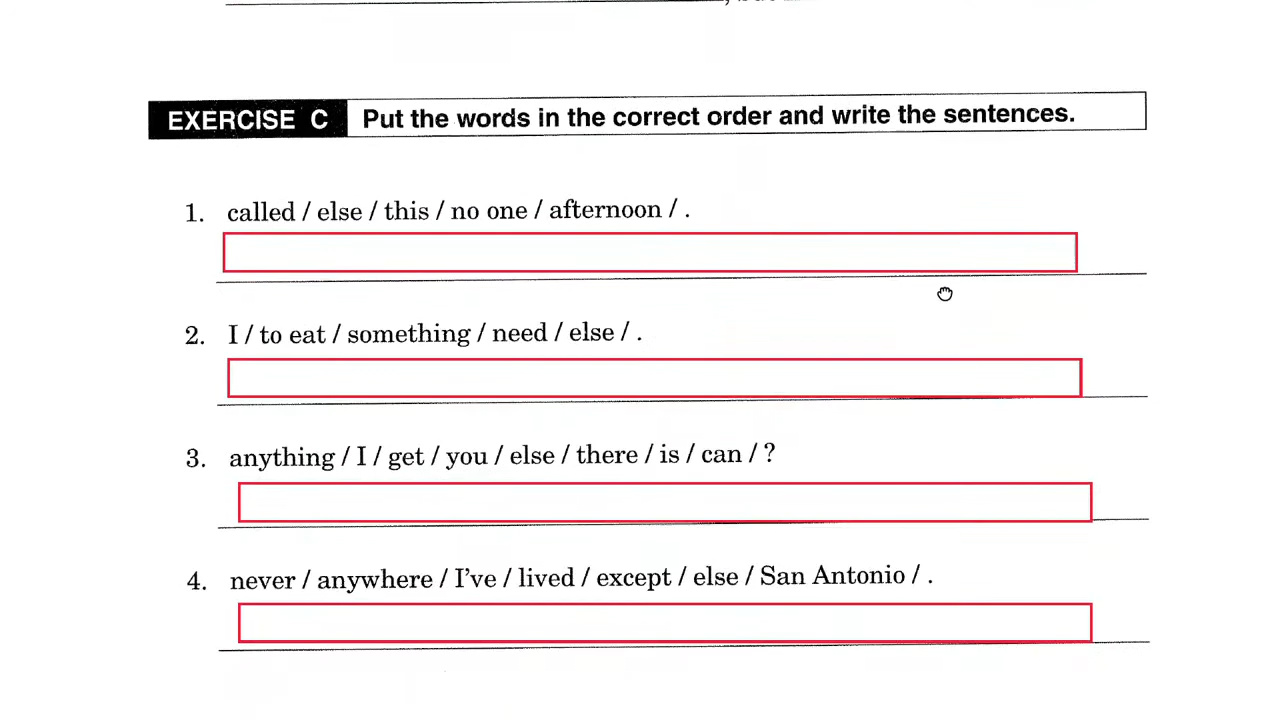 EXERCISE C Put the words in the correct order and write the sentences.
1. called / else / this / no one / afternoon / .
2. I / to eat / something / need / else / .
3. anything / I / get / you / else / there / is / can / ?
4. never / anywhere / I've / lived / except / else / San Antonio / .